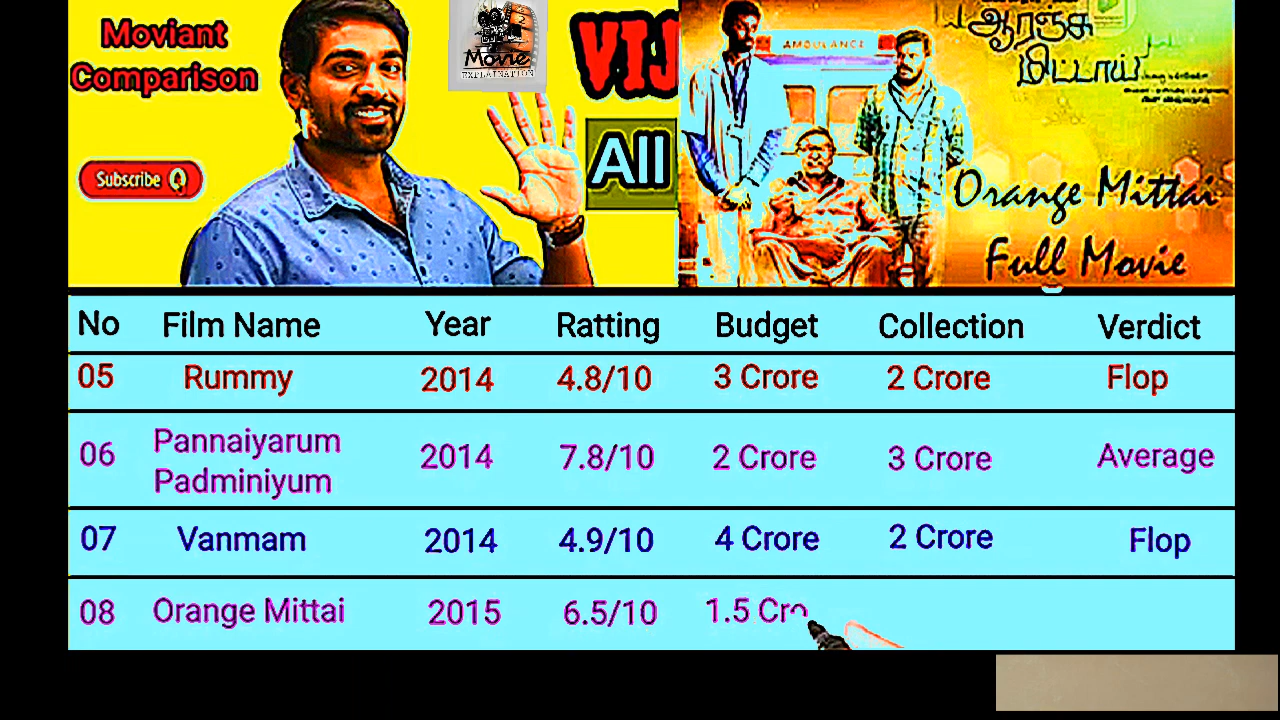 Moviant
Comparison
Subscribe
Movie
EXPLAINATION
VIJ
All
AMBULANCE
ஆரஞ்சு
மிட்டாய்
Orange Mittai
Full Movie
No Film Name Year Ratting Budget Collection Verdict
05 Rummy 2014 4.8/10 3 Crore 2 Crore Flop
06 Pannaiyarum Padminiyum 2014 7.8/10 2 Crore 3 Crore Average
07 Vanmam 2014 4.9/10 4 Crore 2 Crore Flop
08 Orange Mittai 2015 6.5/10 1.5 Cro